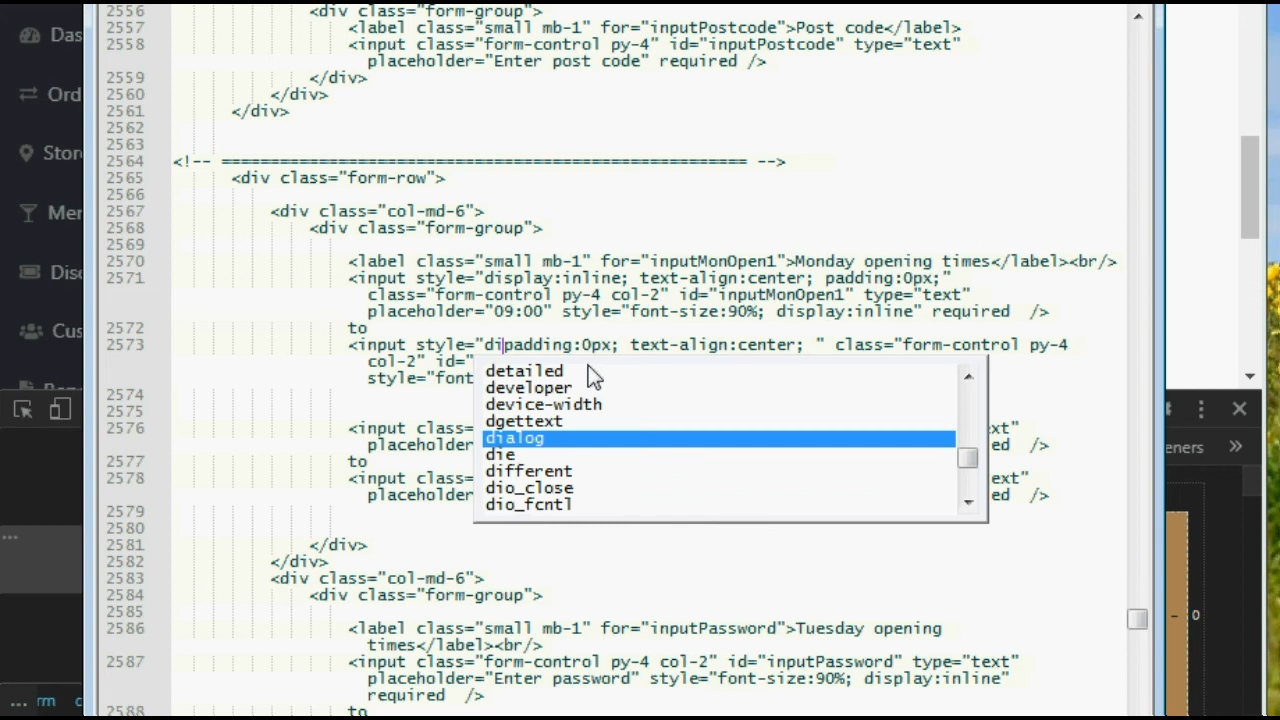 2556 <div class="form-group">
2557 <label class="small mb-1" for="inputPostcode">Post code</label>
2558 <input class="form-control py-4" id="inputPostcode" type="text"
placeholder="Enter post code" required />
2559 </div>
2560 </div>
2561 </div>
2562
2563
2564 <!-- ====================================================== -->
2565 <div class="form-row">
2566
2567 <div class="col-md-6">
2568 <div class="form-group">
2569
2570 <label class="small mb-1" for="inputMonOpen1">Monday opening times</label><br/>
2571 <input style="display:inline; text-align:center; padding:0px;"
class="form-control py-4 col-2" id="inputMonOpen1" type="text"
placeholder="09:00" style="font-size:90%; display:inline" required />
2572 to
2573 <input style="dipadding:0px; text-align:center; " class="form-control py-4
col-2" id="
style="font
2574
2575
2576 <input class= xt"
placeholder ed />
2577 to
2578 <input class= ext"
placeholder ed />
2579
2580
2581 </div>
2582 </div>
2583 <div class="col-md-6">
2584 <div class="form-group">
2585
2586 <label class="small mb-1" for="inputPassword">Tuesday opening
times</label><br/>
2587 <input class="form-control py-4 col-2" id="inputPassword" type="text"
placeholder="Enter password" style="font-size:90%; display:inline"
required />
2588 to
detailed
developer
device-width
dgettext
dialog
die
different
dio_close
dio_fcntl
Das
Ord
Store
Mer
Disc
Cus
...
... rm c
eners »
– 0